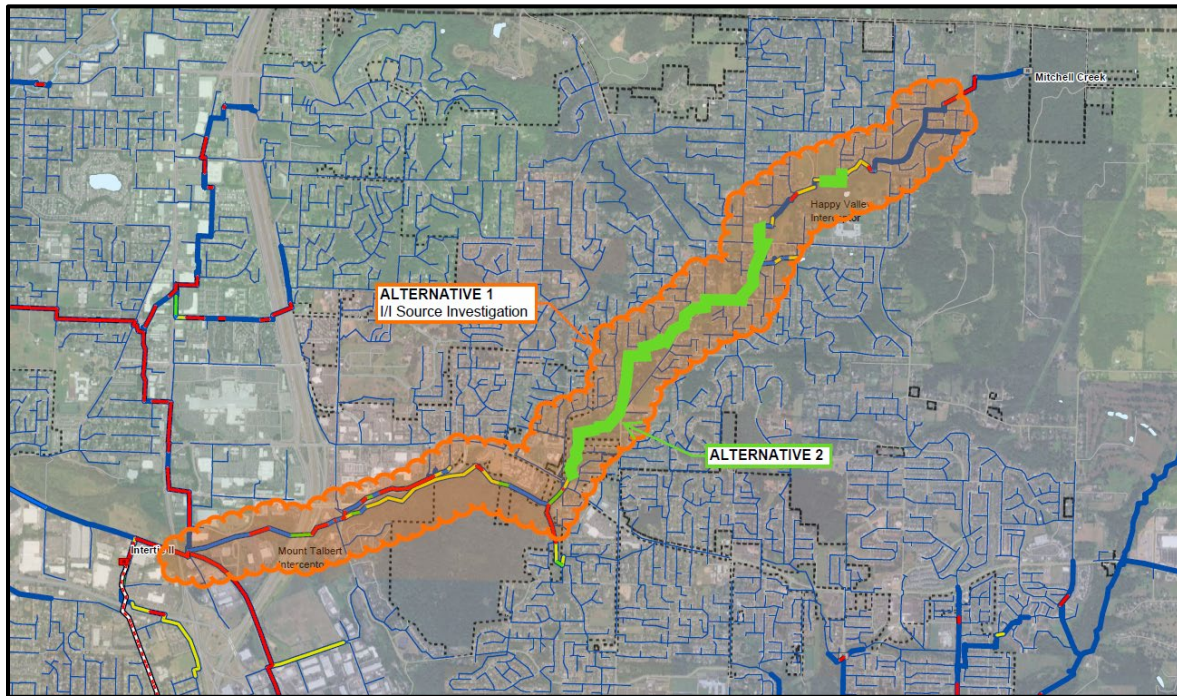 Mitchell Creek
Happy Valley
Interceptor
ALTERNATIVE 1
I/I Source Investigation
ALTERNATIVE 2
Intertie II
Mount Talbert
Interceptor